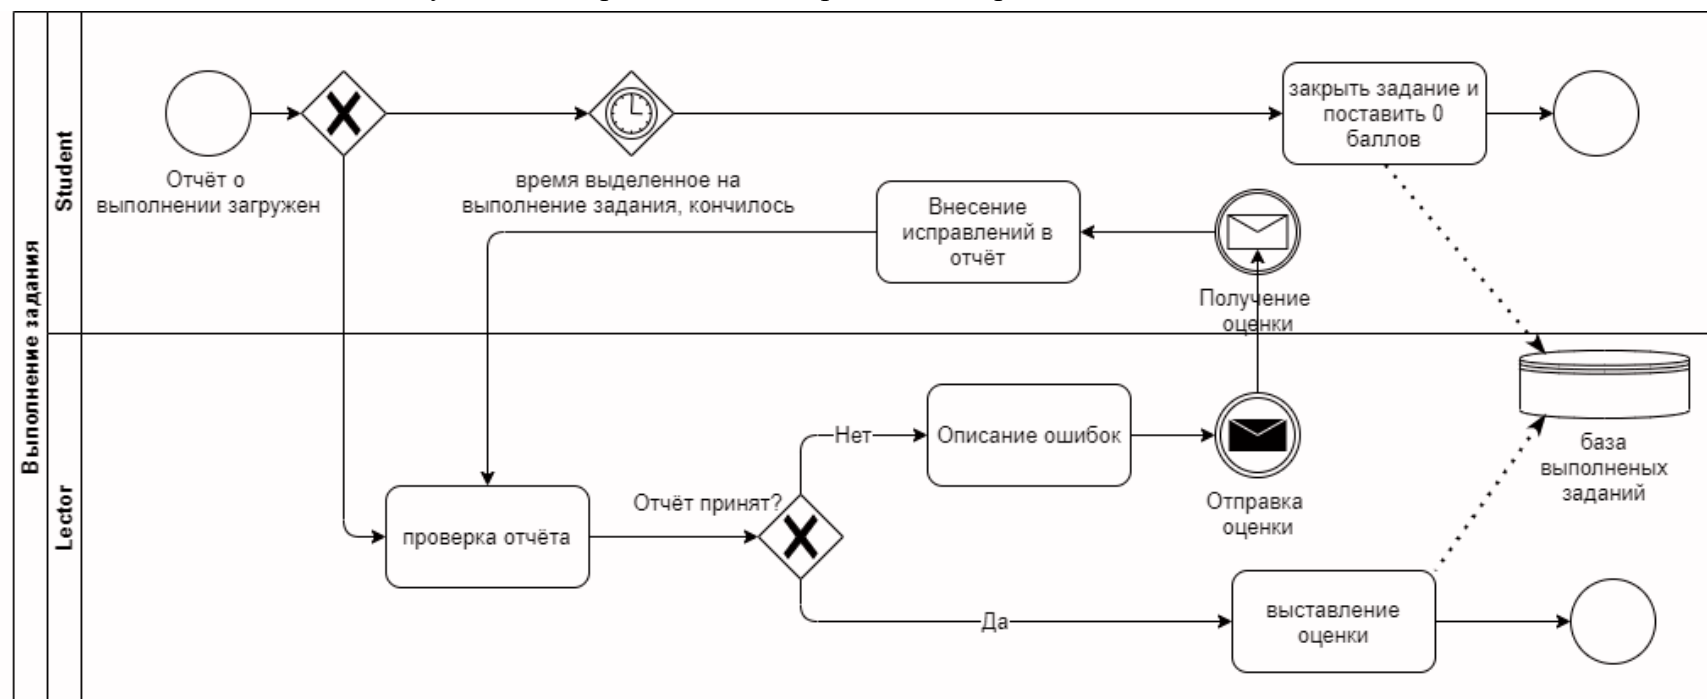 Выполнение задания
Student
Отчёт о
выполнении загружен
время выделенное на
выполнение задания, кончилось
закрыть задание и
поставить 0
баллов
Внесение
исправлений в
отчёт
Получение
оценки
Lector
проверка отчёта
Отчёт принят?
Нет
Описание ошибок
Отправка
оценки
база
выполненых
заданий
Да
выставление
оценки